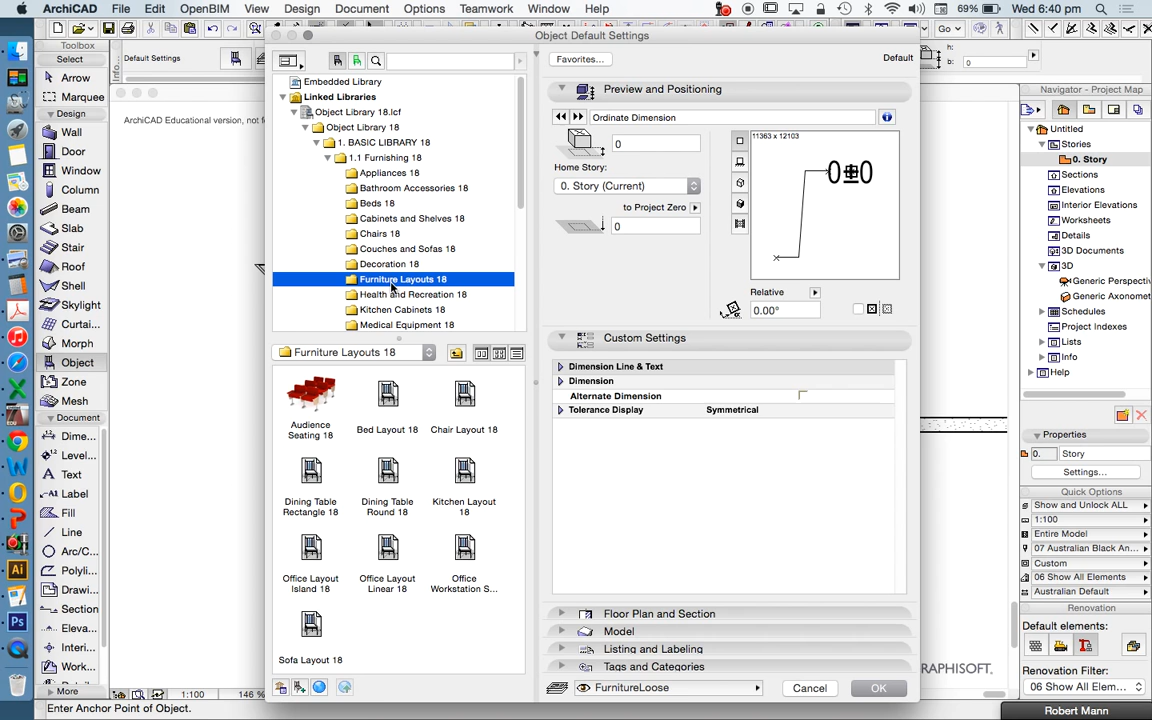 ArchiCAD File Edit OpenBIM View Design Document Options Teamwork Window Help 69% Wed 6:40 pm
Object Default Settings
Toolbox
Select
Arrow
Marquee
Design
Wall
Door
Window
Column
Beam
Slab
Stair
Roof
Shell
Skylight
Curtai...
Morph
Object
Zone
Mesh
Document
Dime...
Level...
Text
Label
Fill
Line
Arc/C...
Polyli...
Drawi...
Section
Eleva...
Interi...
Work...
More
Info...
Default Settings
ArchiCAD Educational version, not f
1:100
146 %
Enter Anchor Point of Object.
Embedded Library
Linked Libraries
Object Library 18.lcf
Object Library 18
1. BASIC LIBRARY 18
1.1 Furnishing 18
Appliances 18
Bathroom Accessories 18
Beds 18
Cabinets and Shelves 18
Chairs 18
Couches and Sofas 18
Decoration 18
Furniture Layouts 18
Health and Recreation 18
Kitchen Cabinets 18
Medical Equipment 18
Furniture Layouts 18
Audience Seating 18
Bed Layout 18
Chair Layout 18
Dining Table Rectangle 18
Dining Table Round 18
Kitchen Layout 18
Office Layout Island 18
Office Layout Linear 18
Office Workstation S...
Sofa Layout 18
Favorites...
Default
Preview and Positioning
Ordinate Dimension
0
Home Story:
0. Story (Current)
to Project Zero
0
11363 x 12103
0±0
Relative
0.00°
Custom Settings
Dimension Line & Text
Dimension
Alternate Dimension
Tolerance Display Symmetrical
Floor Plan and Section
Model
Listing and Labeling
Tags and Categories
FurnitureLoose
Cancel
OK
Go
h:
0
Navigator - Project Map
Untitled
Stories
0. Story
Sections
Elevations
Interior Elevations
Worksheets
Details
3D Documents
3D
Generic Perspecti
Generic Axonomet
Schedules
Project Indexes
Lists
Info
Help
Properties
0. Story
Settings...
Quick Options
Show and Unlock ALL
1:100
Entire Model
07 Australian Black An...
Custom
06 Show All Elements
Australian Default
Renovation
Default elements:
Renovation Filter:
06 Show All Elem...
RAPHISOFT.
Robert Mann